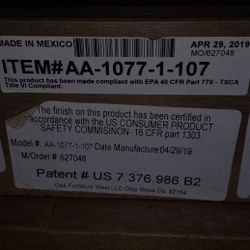 MADE IN MEXICO
APR 29, 2019
MO/627048
ITEM#AA-1077-1-107
This product has been made compliant with EPA 40 CFR Part 770 - TSCA
Title VI Compliant.
The finish on this product has been certified in
accordance with the US CONSUMER PRODUCT
SAFETY COMMISINON- 16 CFR part 1303.
Model #: AA-1077-1-107 Date Manufacture:04/29/19
M/Order #: 627048
Patent # US 7.376.986 B2
Oak Furniture West LLC Otay Mesa Ca. 92154